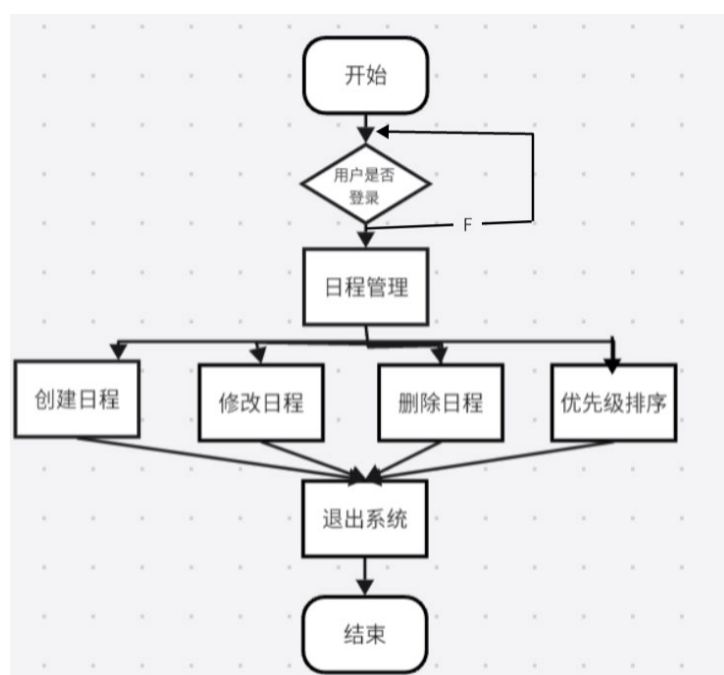 开始
用户是否
登录
F
日程管理
创建日程
修改日程
删除日程
优先级排序
退出系统
结束